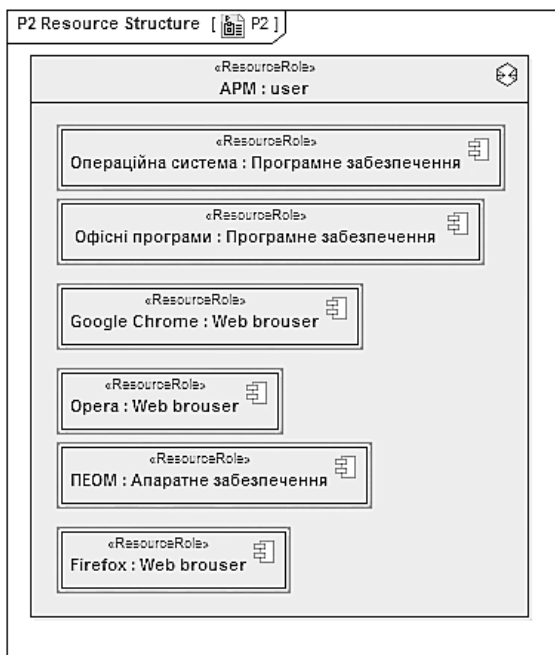 P2 Resource Structure [ P2 ]
«ResourceRole»
АРМ : user
«ResourceRole»
Операційна система : Програмне забезпечення
«ResourceRole»
Офісні програми : Програмне забезпечення
«ResourceRole»
Google Chrome : Web brouser
«ResourceRole»
Opera : Web brouser
«ResourceRole»
ПЕОМ : Апаратне забезпечення
«ResourceRole»
Firefox : Web brouser